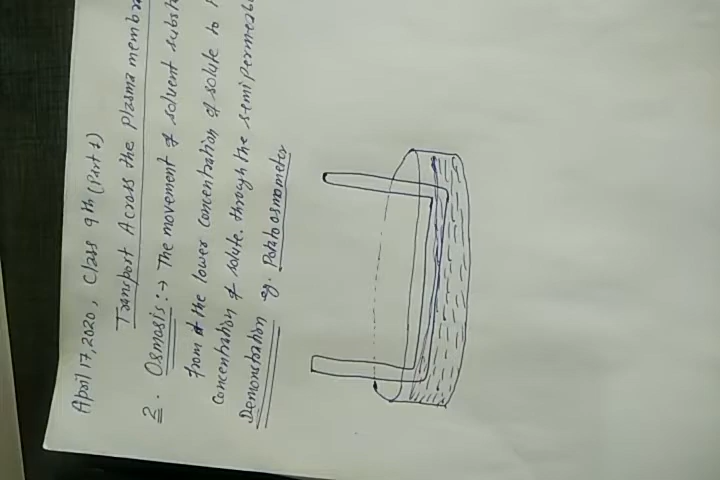 April 17, 2020, Class 9th (Part 1)
Transport Across the Plasma membra
2. Osmosis :→ The movement of solvent subst
from the lower concentration of solute to
concentration of solute. through the semipermeab
Demonstration eg. Potato osmometer